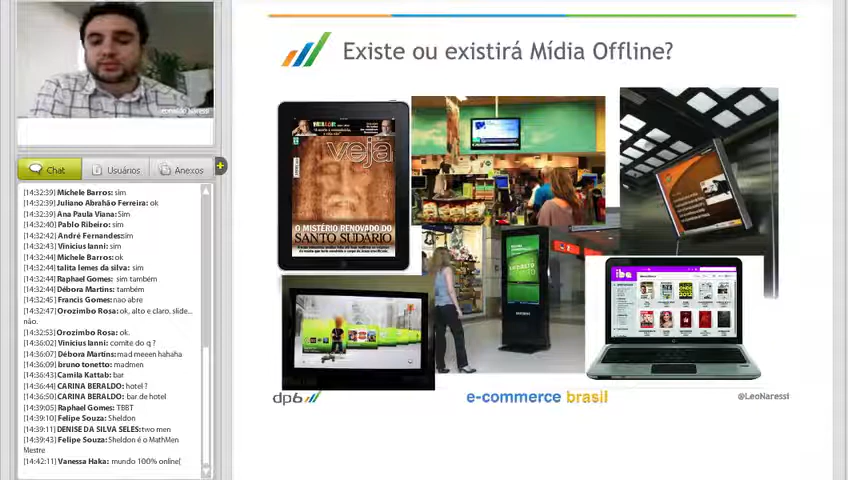 Existe ou existirá Mídia Offline?
Leonardo Naressi
Chat
Usuários
Anexos
[14:32:39] Michele Barros: sim
[14:32:39] Juliano Abrahão Ferreira: ok
[14:32:39] Ana Paula Viana: Sim
[14:32:40] Pablo Ribeiro: sim
[14:32:42] André Fernandes: sim
[14:32:43] Vinicius Ianni: sim
[14:32:44] Michele Barros: ok
[14:32:44] talita lemes da silva: sim
[14:32:44] Raphael Gomes: sim também
[14:32:44] Débora Martins: também
[14:32:45] Francis Gomes: nao abre
[14:32:47] Orozimbo Rosa: ok, alto e claro. slide...
não.
[14:32:53] Orozimbo Rosa: ok.
[14:36:02] Vinicius Ianni: comite do q ?
[14:36:07] Débora Martins: mad meeen hahaha
[14:36:09] bruno tonetto: madmen
[14:36:43] Camila Kattab: bar
[14:36:44] CARINA BERALDO: hotel ?
[14:36:50] CARINA BERALDO: bar de hotel
[14:39:05] Raphael Gomes: TBBT
[14:39:10] Felipe Souza: Sheldon
[14:39:11] DENISE DA SILVA SELES: two men
[14:39:43] Felipe Souza: Sheldon é o MathMen
Mestre
[14:42:11] Vanessa Haka: mundo 100% online[
veja
O MISTÉRIO RENOVADO DO
SANTO SUDÁRIO
iba
dp6
e-commerce brasil
@LeoNaressi